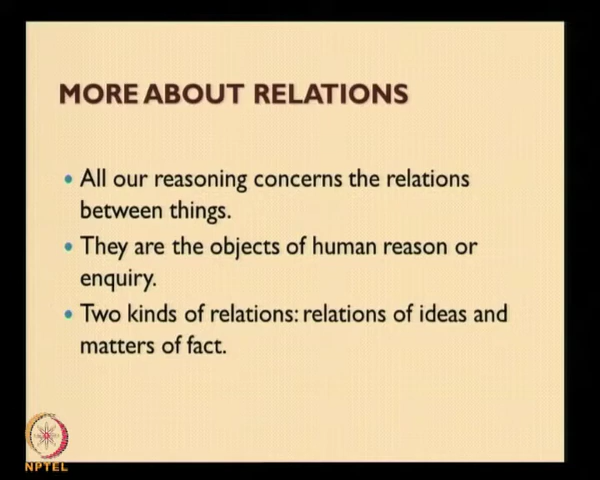 MORE ABOUT RELATIONS
• All our reasoning concerns the relations
between things.
• They are the objects of human reason or
enquiry.
• Two kinds of relations: relations of ideas and
matters of fact.
NPTEL